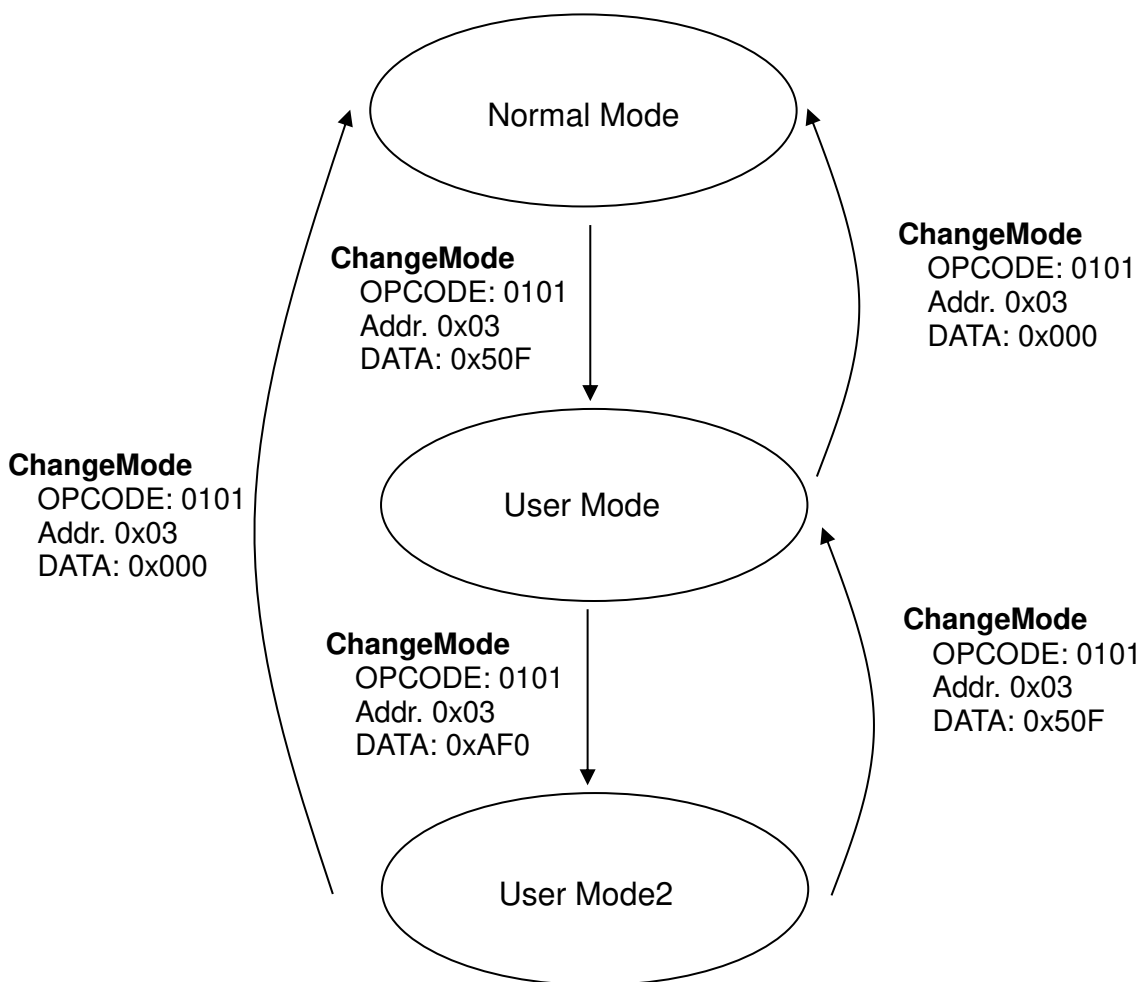 Normal Mode
ChangeMode
OPCODE: 0101
Addr. 0x03
DATA: 0x50F
ChangeMode
OPCODE: 0101
Addr. 0x03
DATA: 0x000
ChangeMode
OPCODE: 0101
Addr. 0x03
DATA: 0x000
User Mode
ChangeMode
OPCODE: 0101
Addr. 0x03
DATA: 0xAF0
ChangeMode
OPCODE: 0101
Addr. 0x03
DATA: 0x50F
User Mode2